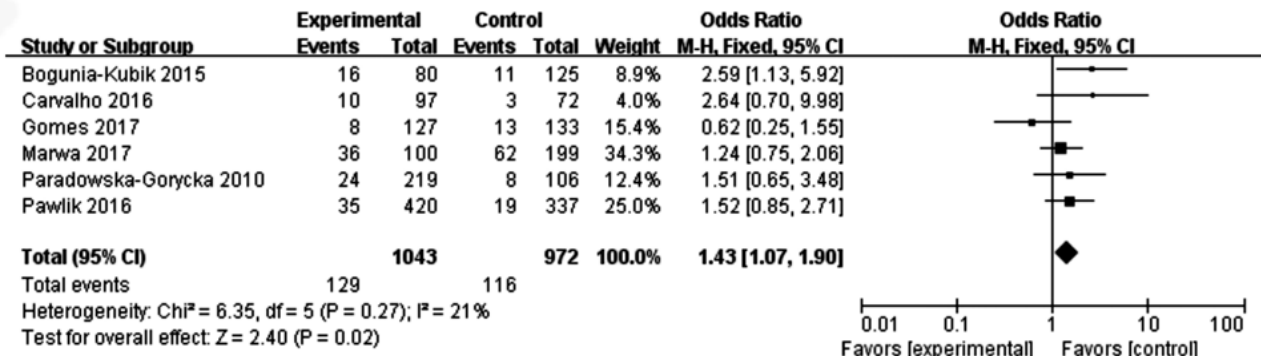 Experimental Control Odds Ratio Odds Ratio
Study or Subgroup Events Total Events Total Weight M-H, Fixed, 95% CI M-H, Fixed, 95% CI
Bogunia-Kubik 2015 16 80 11 125 8.9% 2.59 [1.13, 5.92]
Carvalho 2016 10 97 3 72 4.0% 2.64 [0.70, 9.98]
Gomes 2017 8 127 13 133 15.4% 0.62 [0.25, 1.55]
Marwa 2017 36 100 62 199 34.3% 1.24 [0.75, 2.06]
Paradowska-Gorycka 2010 24 219 8 106 12.4% 1.51 [0.65, 3.48]
Pawlik 2016 35 420 19 337 25.0% 1.52 [0.85, 2.71]
Total (95% CI) 1043 972 100.0% 1.43 [1.07, 1.90]
Total events 129 116
Heterogeneity: Chi² = 6.35, df = 5 (P = 0.27); I² = 21%
Test for overall effect: Z = 2.40 (P = 0.02)
0.01 0.1 1 10 100
Favors [experimental] Favors [control]